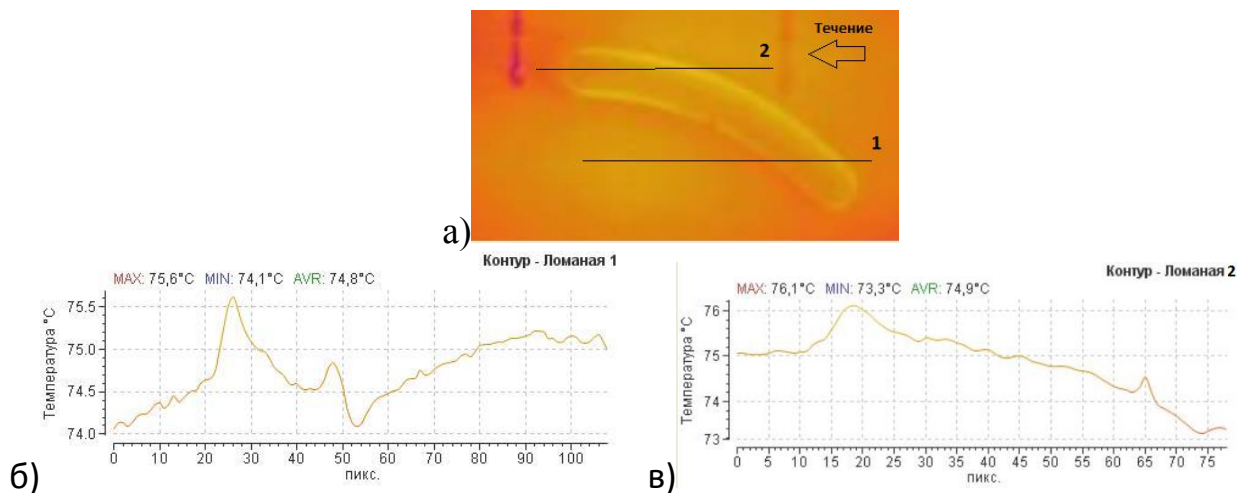 Течение
2
1
а)
Контур - Ломаная 1
MAX: 75,6°C MIN: 74,1°C AVR: 74,8°C
Температура °C
75.5
75.0
74.5
74.0
0 10 20 30 40 50 60 70 80 90 100
пикс.
б)
Контур - Ломаная 2
MAX: 76,1°C MIN: 73,3°C AVR: 74,9°C
Температура °C
76
75
74
73
0 5 10 15 20 25 30 35 40 45 50 55 60 65 70 75
пикс.
в)